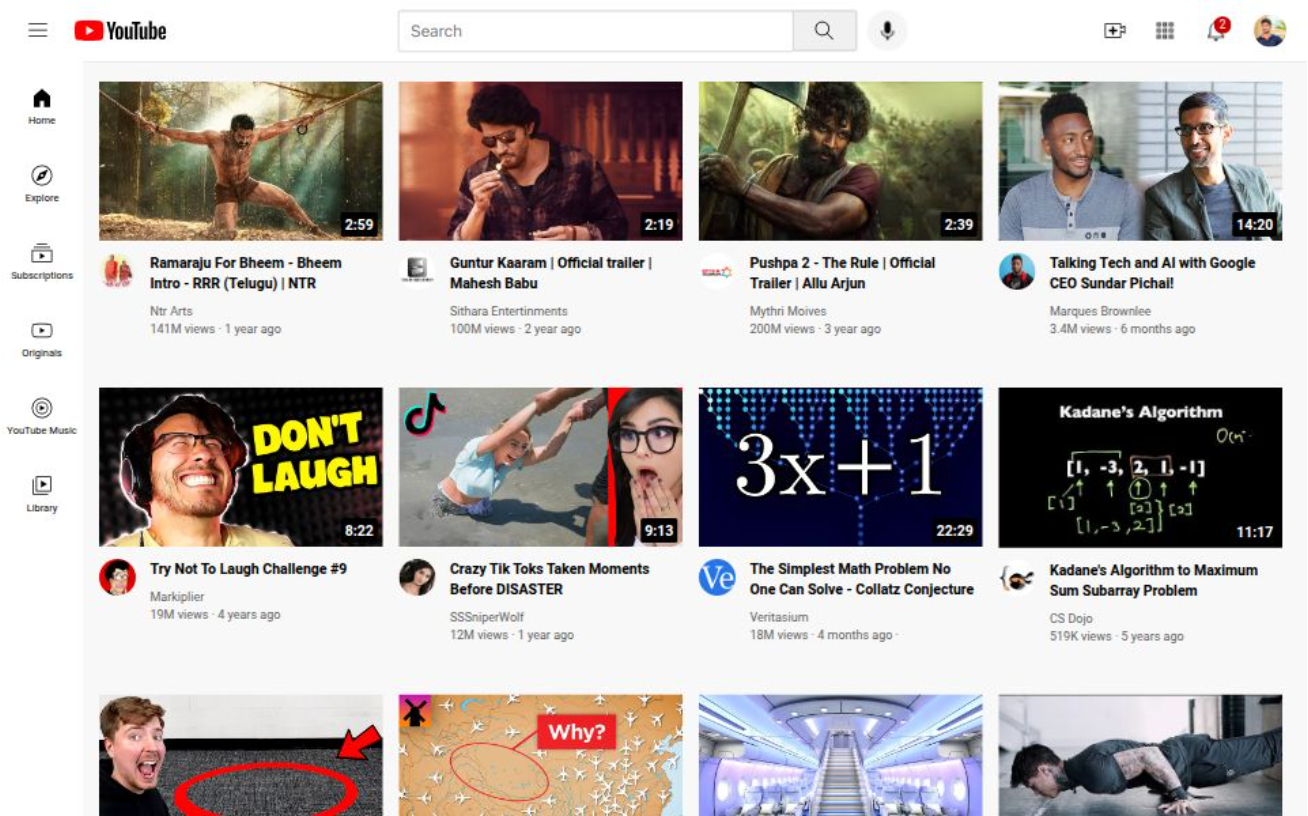 YouTube
Search
2
Home
Explore
Subscriptions
Originals
YouTube Music
Library
2:59
2:19
2:39
14:20
Ramaraju For Bheem - Bheem
Intro - RRR (Telugu) | NTR
Ntr Arts
141M views · 1 year ago
Guntur Kaaram | Official trailer |
Mahesh Babu
Sithara Entertinments
100M views · 2 year ago
Pushpa 2 - The Rule | Official
Trailer | Allu Arjun
Mythri Moives
200M views · 3 year ago
Talking Tech and AI with Google
CEO Sundar Pichai!
Marques Brownlee
3.4M views · 6 months ago
DON'T
LAUGH
8:22
9:13
3x+1
22:29
Kadane's Algorithm
[1, -3, 2, 1, -1]
[1]
[2]
[3]
[1,-3,2]
11:17
Try Not To Laugh Challenge #9
Markiplier
19M views · 4 years ago
Crazy Tik Toks Taken Moments
Before DISASTER
SSSniperWolf
12M views · 1 year ago
Ve
The Simplest Math Problem No
One Can Solve - Collatz Conjecture
Veritasium
18M views · 4 months ago ·
Kadane's Algorithm to Maximum
Sum Subarray Problem
CS Dojo
519K views · 5 years ago
Why?